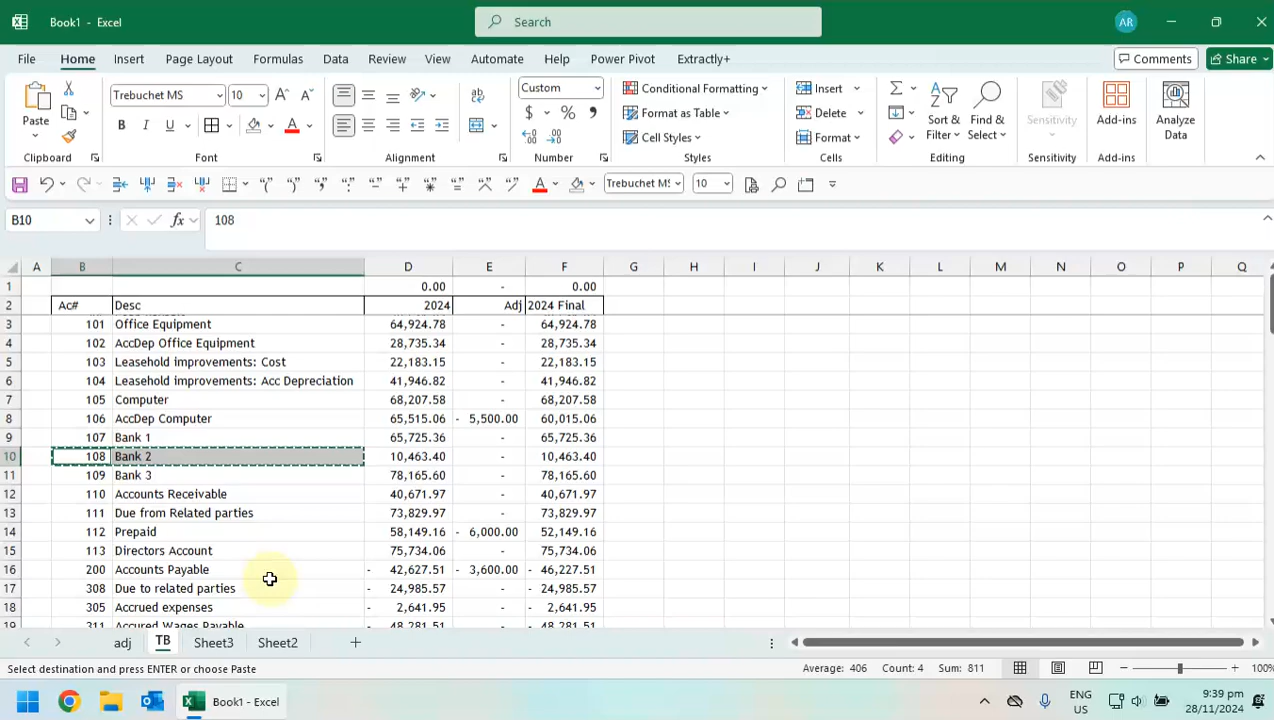 Book1 - Excel
Search
AR
File Home Insert Page Layout Formulas Data Review View Automate Help Power Pivot Extractly+ Comments Share
Paste
Trebuchet MS 10
Custom
Conditional Formatting
Format as Table
Cell Styles
Insert
Delete
Format
Sort & Filter
Find & Select
Sensitivity
Add-ins
Analyze Data
Clipboard Font Alignment Number Styles Cells Editing Sensitivity Add-ins
Trebuchet MS 10
B10 fx 108
A B C D E F G H I J K L M N O P Q
1 0.00 - 0.00
2 Ac# Desc 2024 Adj 2024 Final
3 101 Office Equipment 64,924.78 - 64,924.78
4 102 AccDep Office Equipment 28,735.34 - 28,735.34
5 103 Leasehold improvements: Cost 22,183.15 - 22,183.15
6 104 Leasehold improvements: Acc Depreciation 41,946.82 - 41,946.82
7 105 Computer 68,207.58 - 68,207.58
8 106 AccDep Computer 65,515.06 - 5,500.00 60,015.06
9 107 Bank 1 65,725.36 - 65,725.36
10 108 Bank 2 10,463.40 - 10,463.40
11 109 Bank 3 78,165.60 - 78,165.60
12 110 Accounts Receivable 40,671.97 - 40,671.97
13 111 Due from Related parties 73,829.97 - 73,829.97
14 112 Prepaid 58,149.16 - 6,000.00 52,149.16
15 113 Directors Account 75,734.06 - 75,734.06
16 200 Accounts Payable - 42,627.51 - 3,600.00 - 46,227.51
17 308 Due to related parties - 24,985.57 - - 24,985.57
18 305 Accrued expenses - 2,641.95 - - 2,641.95
19 311 Accured Wages Payable - 48,281.51 - - 48,281.51
adj TB Sheet3 Sheet2
Select destination and press ENTER or choose Paste Average: 406 Count: 4 Sum: 811 100%
Book1 - Excel
ENG US
9:39 pm
28/11/2024